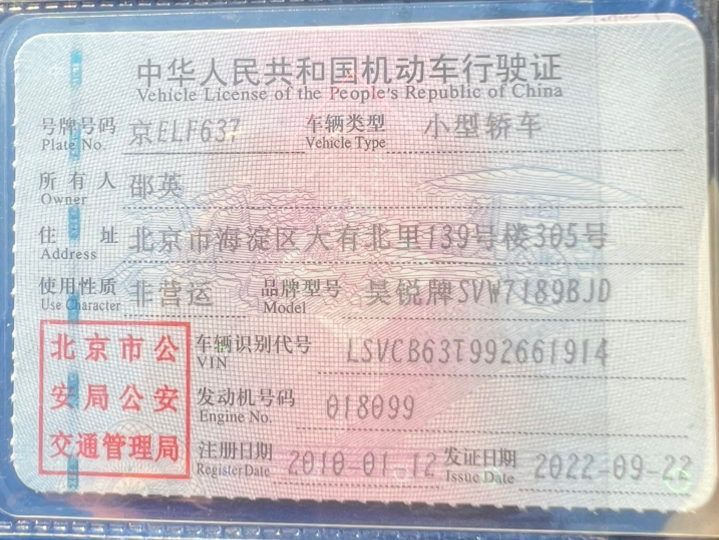 中华人民共和国机动车行驶证
Vehicle License of the People's Republic of China
号牌号码 京ELF637 车辆类型 小型轿车
Plate No. Vehicle Type
所有人 邵英
Owner
住址 北京市海淀区大有北里139号楼305号
Address
使用性质 非营运 品牌型号 昊锐牌SVW7189BJD
Use Character Model
北京市公 车辆识别代号 LSVCB63T992661914
VIN
安局公安 发动机号码 018099
Engine No.
交通管理局 注册日期 2010-01-12 发证日期 2022-09-22
Register Date Issue Date